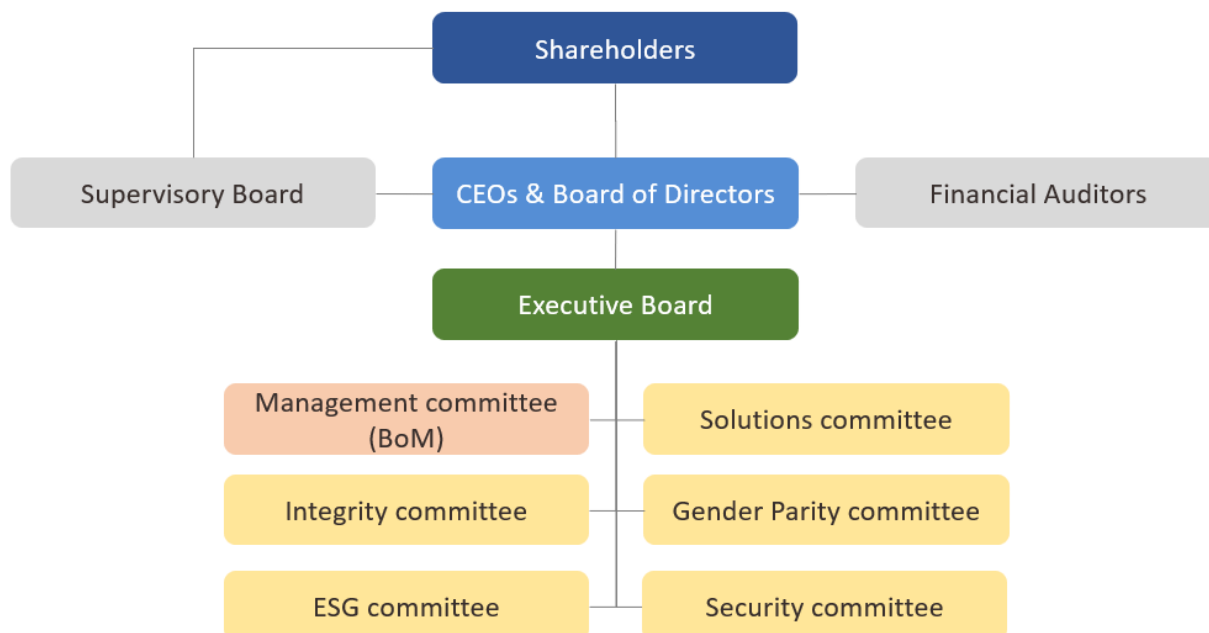 Shareholders
Supervisory Board
CEOs & Board of Directors
Financial Auditors
Executive Board
Management committee
(BoM)
Solutions committee
Integrity committee
Gender Parity committee
ESG committee
Security committee